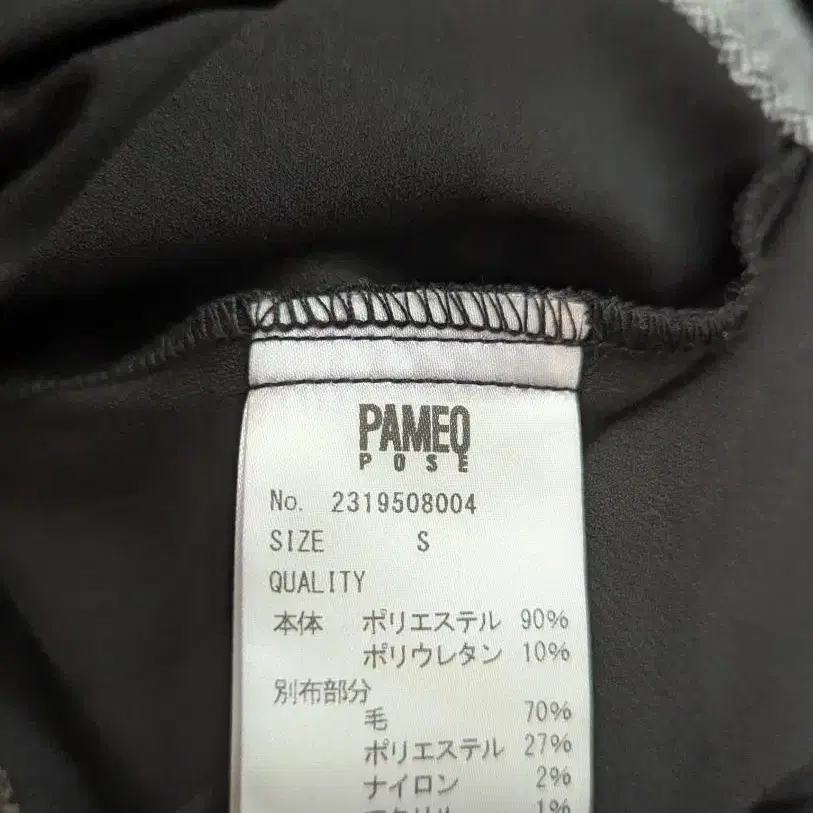 PAMEO
POSE
No. 2319508004
SIZE S
QUALITY
本体 ポリエステル 90%
ポリウレタン 10%
別布部分
毛 70%
ポリエステル 27%
ナイロン 2%
1%